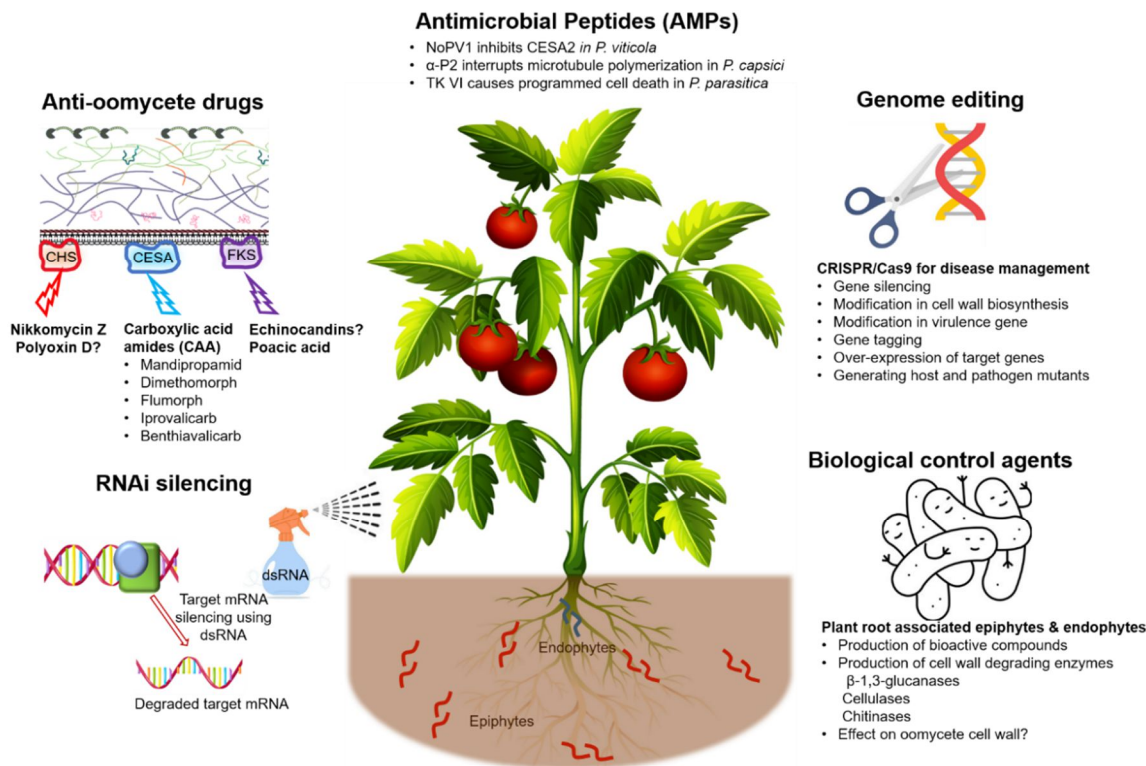 Antimicrobial Peptides (AMPs)
• NoPV1 inhibits CESA2 in P. viticola
• α-P2 interrupts microtubule polymerization in P. capsici
• TK VI causes programmed cell death in P. parasitica
Anti-oomycete drugs
CHS
CESA
FKS
Nikkomycin Z
Polyoxin D?
Carboxylic acid
amides (CAA)
• Mandipropamid
• Dimethomorph
• Flumorph
• Iprovalicarb
• Benthiavalicarb
Echinocandins?
Poacic acid
Genome editing
CRISPR/Cas9 for disease management
• Gene silencing
• Modification in cell wall biosynthesis
• Modification in virulence gene
• Gene tagging
• Over-expression of target genes
• Generating host and pathogen mutants
RNAi silencing
dsRNA
Target mRNA
silencing using
dsRNA
Degraded target mRNA
Endophytes
Epiphytes
Biological control agents
Plant root associated epiphytes & endophytes
• Production of bioactive compounds
• Production of cell wall degrading enzymes
β-1,3-glucanases
Cellulases
Chitinases
• Effect on oomycete cell wall?